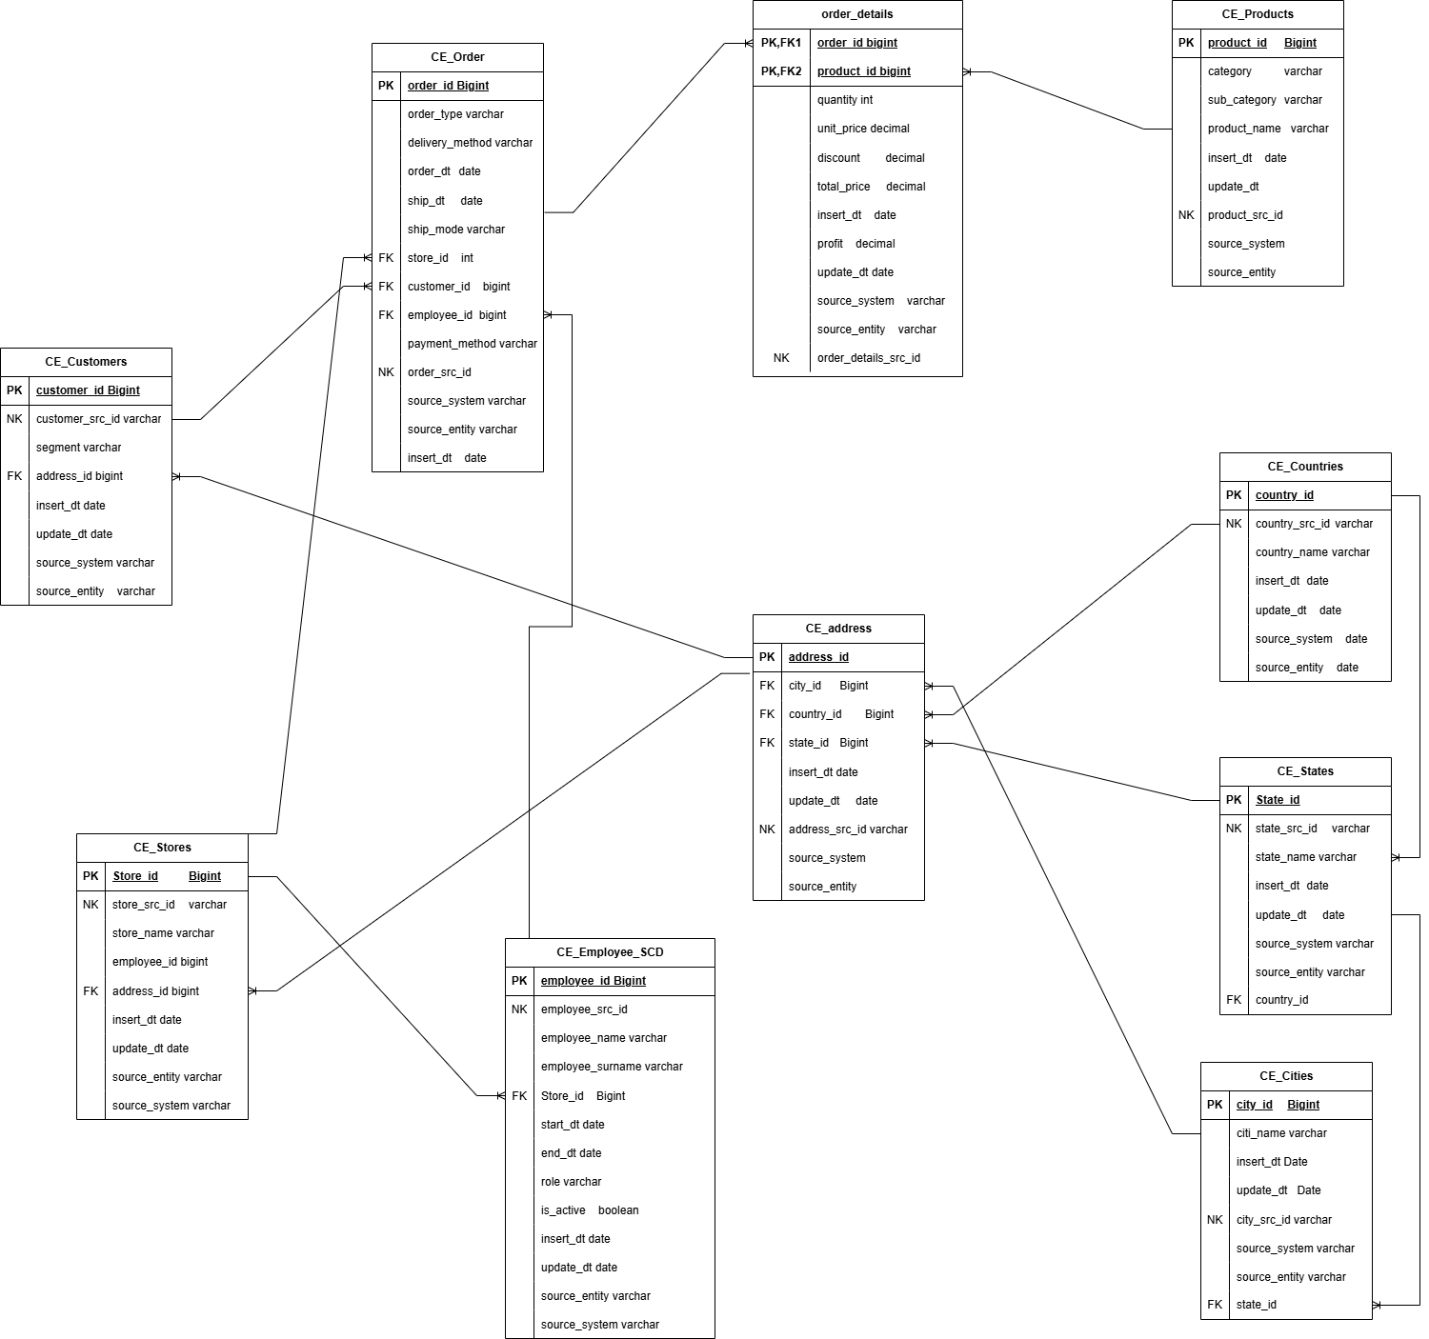 order_details
PK,FK1 order_id bigint
PK,FK2 product_id bigint
quantity int
unit_price decimal
discount decimal
total_price decimal
insert_dt date
profit decimal
update_dt date
source_system varchar
source_entity varchar
NK order_details_src_id
CE_Products
PK product_id Bigint
category varchar
sub_category varchar
product_name varchar
insert_dt date
update_dt
NK product_src_id
source_system
source_entity
CE_Order
PK order_id Bigint
order_type varchar
delivery_method varchar
order_dt date
ship_dt date
ship_mode varchar
FK store_id int
FK customer_id bigint
FK employee_id bigint
payment_method varchar
NK order_src_id
source_system varchar
source_entity varchar
insert_dt date
CE_Customers
PK customer_id Bigint
NK customer_src_id varchar
segment varchar
FK address_id bigint
insert_dt date
update_dt date
source_system varchar
source_entity varchar
CE_Countries
PK country_id
NK country_src_id varchar
country_name varchar
insert_dt date
update_dt date
source_system date
source_entity date
CE_address
PK address_id
FK city_id Bigint
FK country_id Bigint
FK state_id Bigint
insert_dt date
update_dt date
NK address_src_id varchar
source_system
source_entity
CE_States
PK State_id
NK state_src_id varchar
state_name varchar
insert_dt date
update_dt date
source_system varchar
source_entity varchar
FK country_id
CE_Stores
PK Store_id Bigint
NK store_src_id varchar
store_name varchar
employee_id bigint
FK address_id bigint
insert_dt date
update_dt date
source_entity varchar
source_system varchar
CE_Employee_SCD
PK employee_id Bigint
NK employee_src_id
employee_name varchar
employee_surname varchar
FK Store_id Bigint
start_dt date
end_dt date
role varchar
is_active boolean
insert_dt date
update_dt date
source_entity varchar
source_system varchar
CE_Cities
PK city_id Bigint
citi_name varchar
insert_dt Date
update_dt Date
NK city_src_id varchar
source_system varchar
source_entity varchar
FK state_id